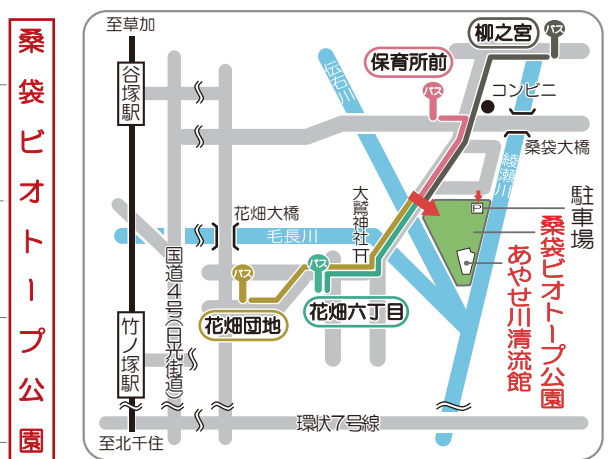 桑袋ビオトープ公園
至草加
谷塚駅
竹ノ塚駅
至北千住
国道4号(日光街道)
花畑大橋
毛長川
大鷲神社
伝右川
保育所前
バス
柳之宮
バス
コンビニ
桑袋大橋
綾瀬川
P
駐車場
桑袋ビオトープ公園
あやせ川清流館
バス
花畑団地
バス
花畑六丁目
環状7号線